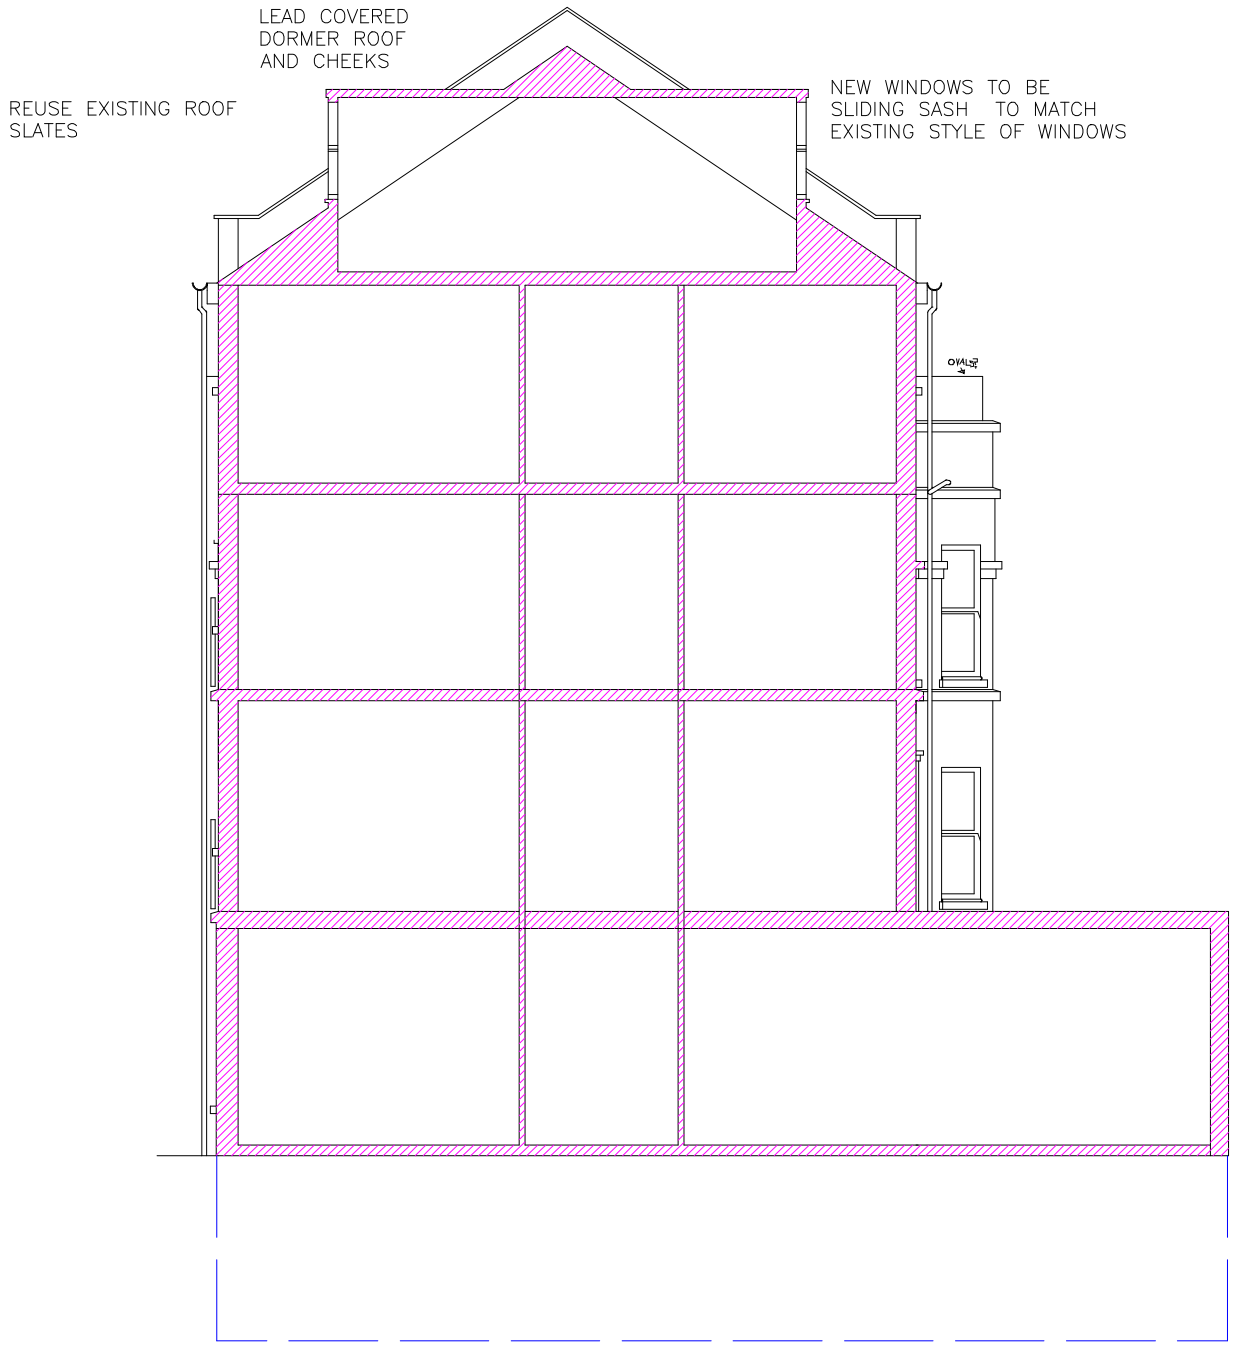 LEAD COVERED
DORMER ROOF
AND CHEEKS
REUSE EXISTING ROOF
SLATES
NEW WINDOWS TO BE
SLIDING SASH TO MATCH
EXISTING STYLE OF WINDOWS